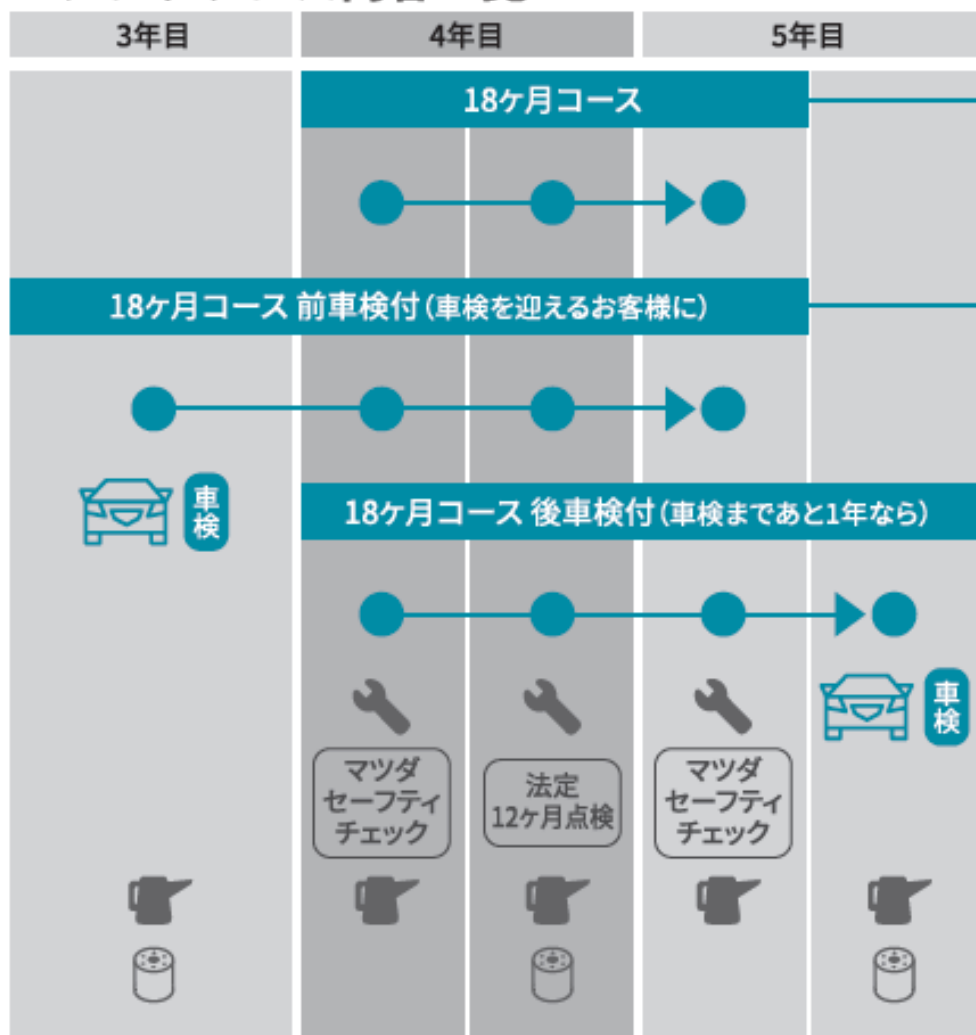 3年目
4年目
5年目
18ヶ月コース
18ヶ月コース 前車検付（車検を迎えるお客様に）
車検
18ヶ月コース 後車検付（車検まであと1年なら）
車検
マツダ
セーフティ
チェック
法定
12ヶ月点検
マツダ
セーフティ
チェック